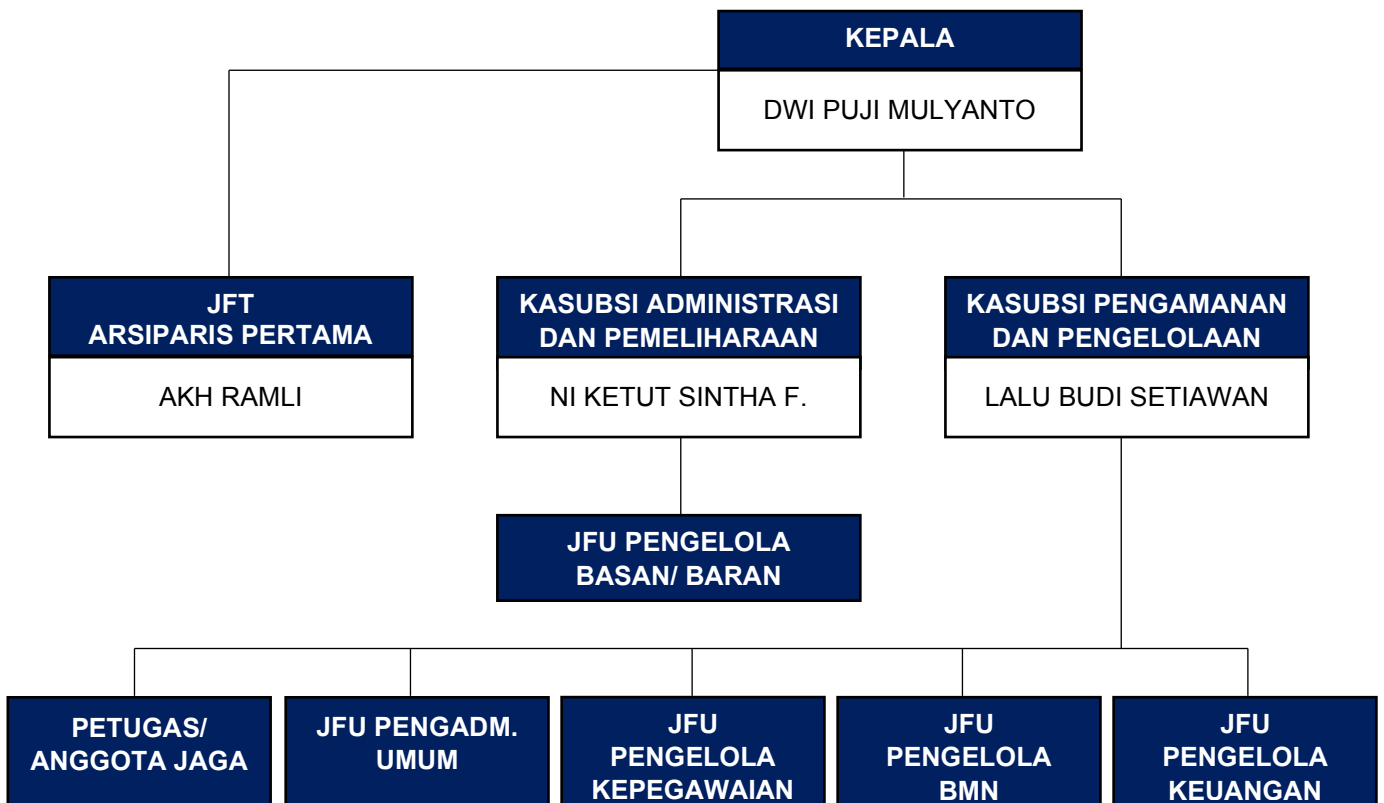 KEPALA
DWI PUJI MULYANTO
JFT
ARSIPARIS PERTAMA
AKH RAMLI
KASUBSI ADMINISTRASI
DAN PEMELIHARAAN
NI KETUT SINTHA F.
KASUBSI PENGAMANAN
DAN PENGELOLAAN
LALU BUDI SETIAWAN
JFU PENGELOLA
BASAN/ BARAN
PETUGAS/
ANGGOTA JAGA
JFU PENGADM.
UMUM
JFU
PENGELOLA
KEPEGAWAIAN
JFU
PENGELOLA
BMN
JFU
PENGELOLA
KEUANGAN